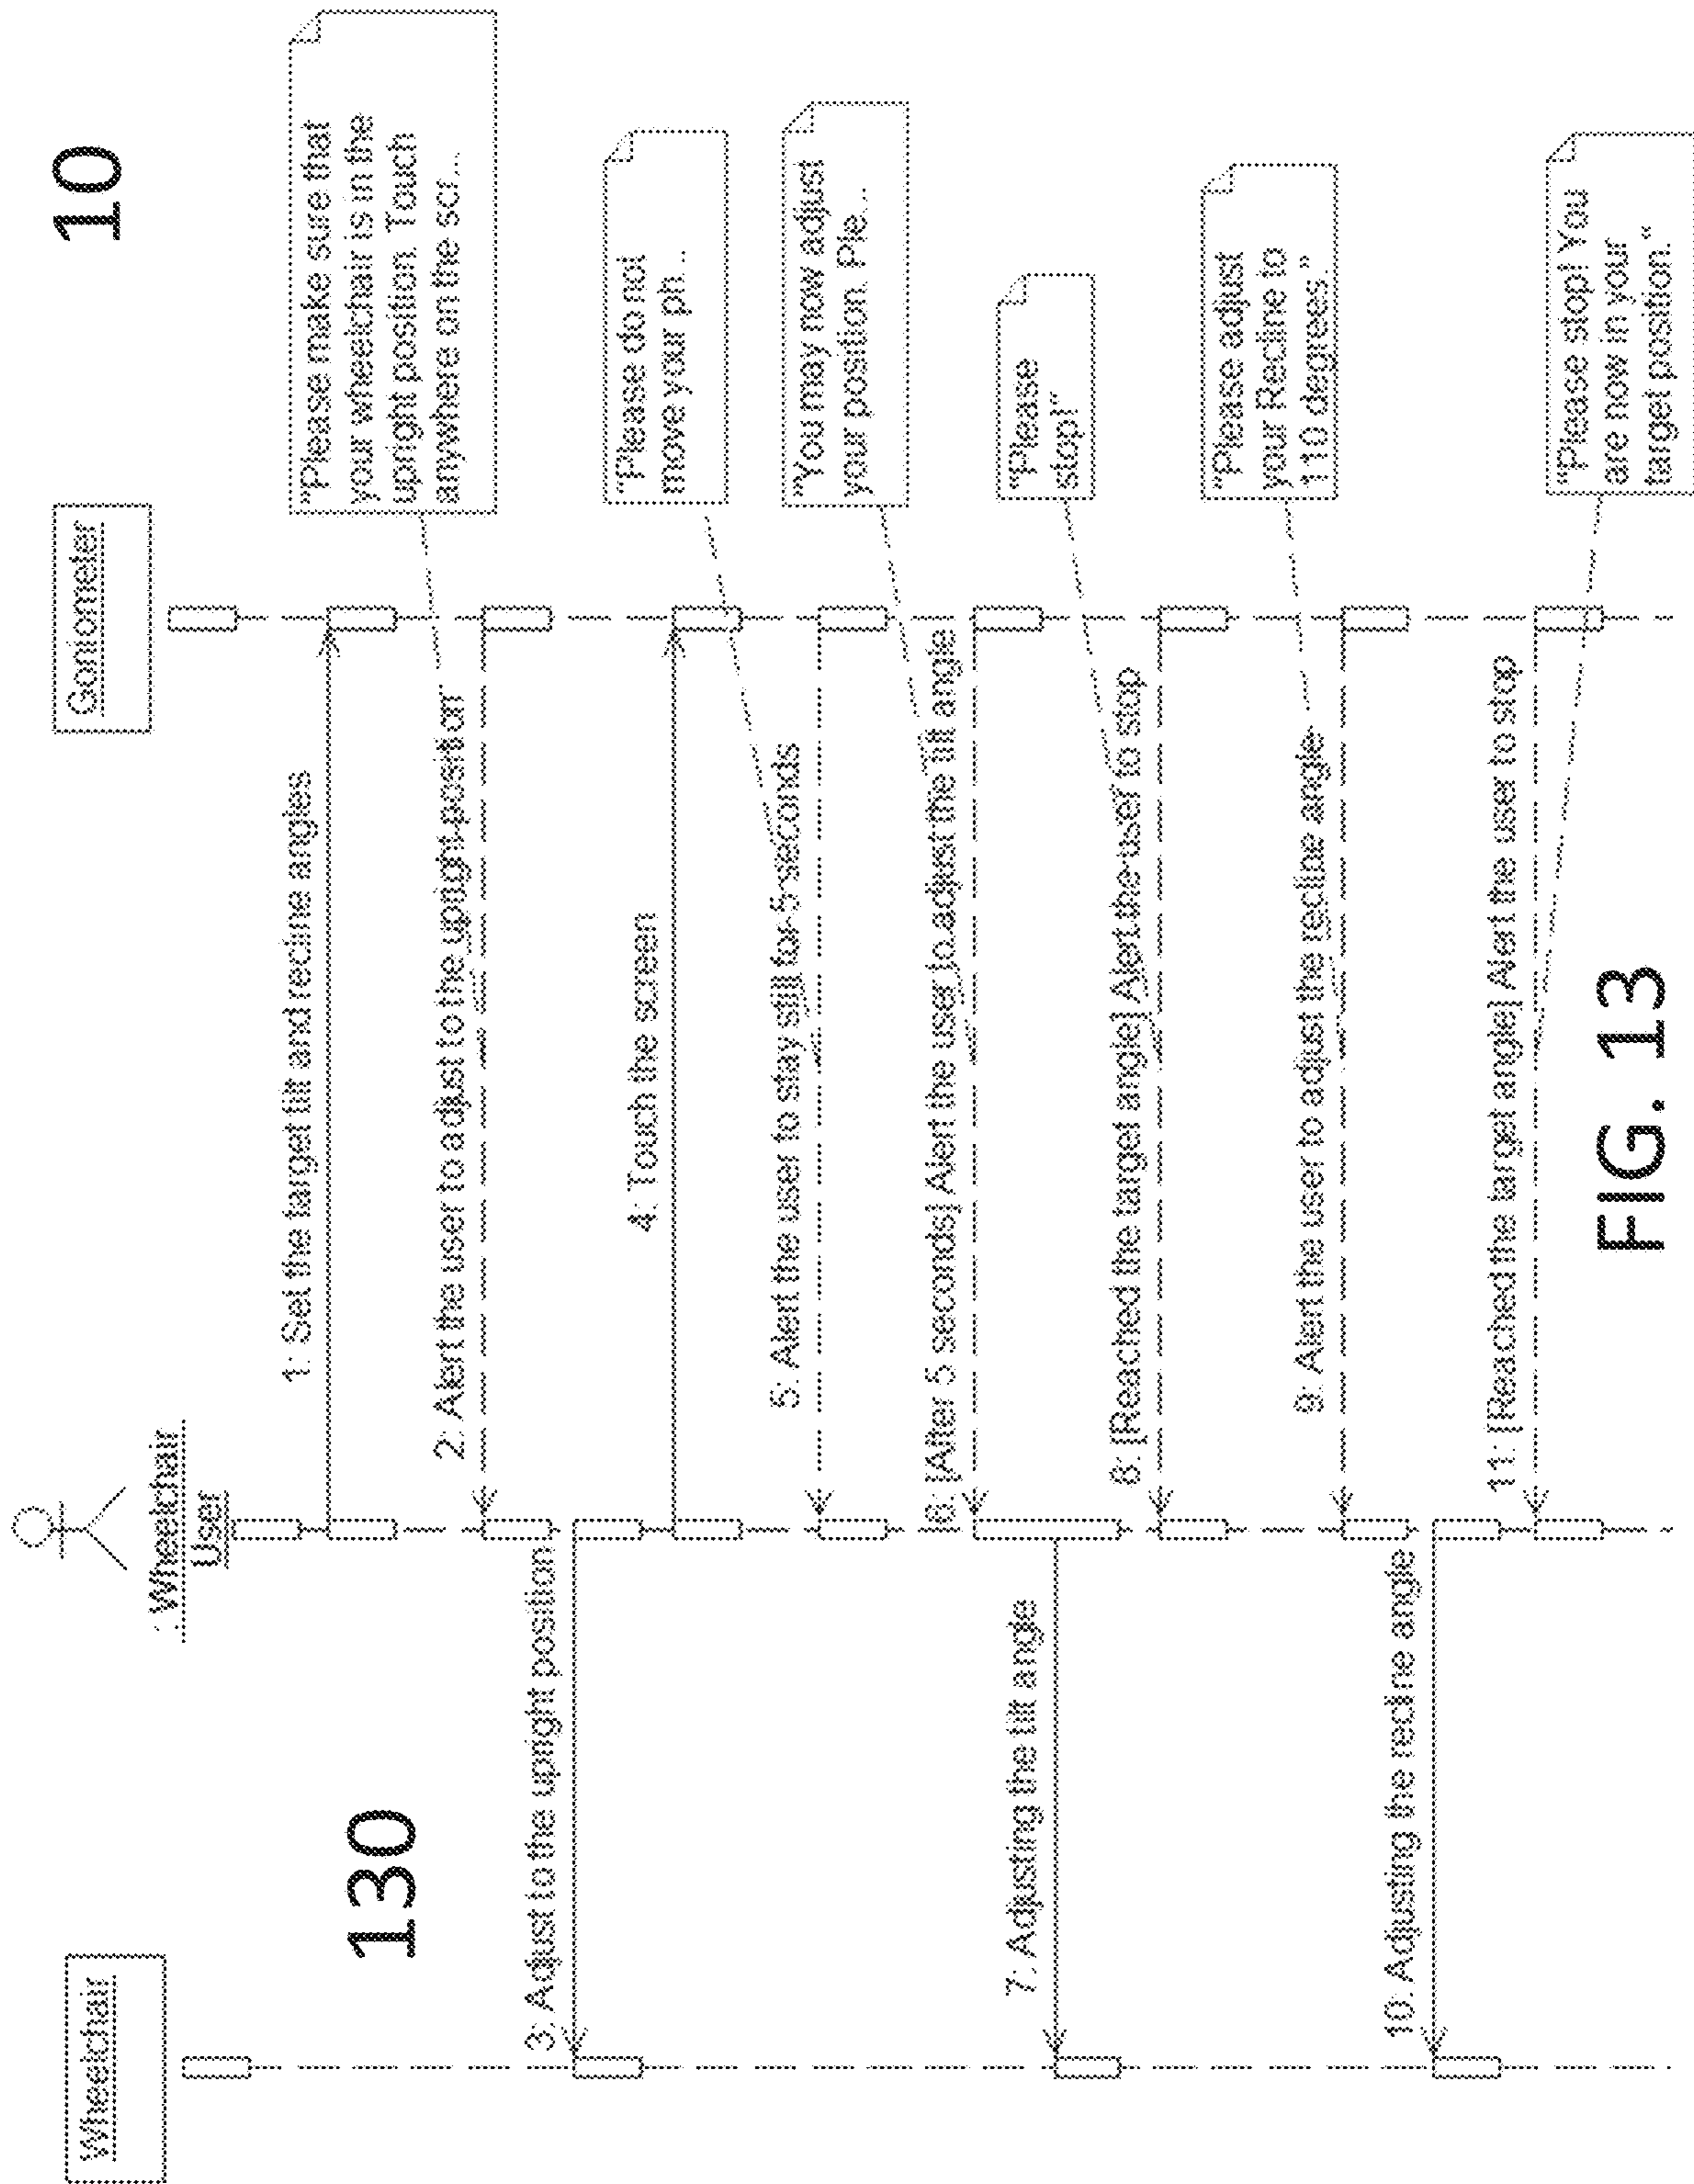 10
Wheelchair
: Wheelchair
User
Goniometer
130
1: Set the target tilt and recline angles
"Please make sure that
your wheelchair is in the
upright position. Touch
anywhere on the scr...
2: Alert the user to adjust to the upright position
3: Adjust to the upright position
4: Touch the screen
"Please do not
move your ph...
5: Alert the user to stay still for 5 seconds
"You may now adjust
your position. Ple...
6: [After 5 seconds] Alert the user to adjust the tilt angle
7: Adjusting the tilt angle
"Please
stop!"
8: [Reached the target angle] Alert the user to stop
"Please adjust
your Recline to
110 degrees."
9: Alert the user to adjust the recline angle
10: Adjusting the recline angle
11: [Reached the target angle] Alert the user to stop
"Please stop! You
are now in your
target position."
FIG. 13